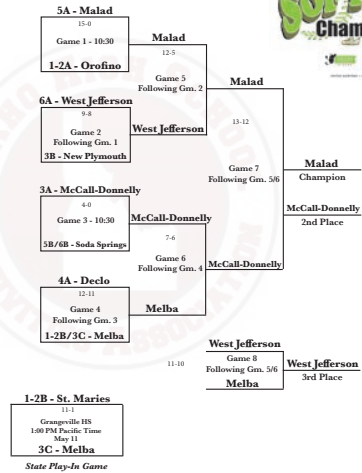 5A - Malad
15-0
Game 1 - 10:30
1-2A - Orofino
Malad
12-5
Game 5
Following Gm. 2
6A - West Jefferson
9-8
Game 2
Following Gm. 1
3B - New Plymouth
West Jefferson
Malad
13-12
Game 7
Following Gm. 5/6
3A - McCall-Donnelly
4-0
Game 3 - 10:30
5B/6B - Soda Springs
McCall-Donnelly
7-6
Game 6
Following Gm. 4
4A - Declo
12-11
Game 4
Following Gm. 3
1-2B/3C - Melba
Melba
McCall-Donnelly
Malad
Champion
McCall-Donnelly
2nd Place
West Jefferson
11-10
Game 8
Following Gm. 5/6
Melba
West Jefferson
3rd Place
1-2B - St. Maries
11-1
Grangeville HS
1:00 PM Pacific Time
May 11
3C - Melba
State Play-In Game
Cham